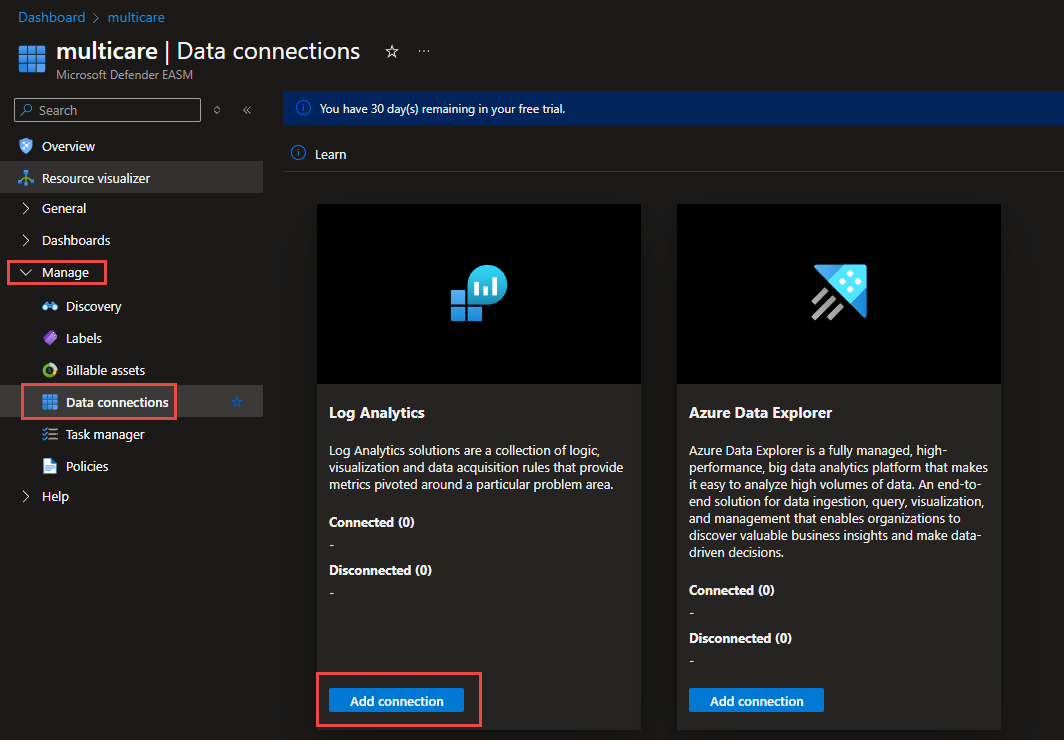 Dashboard > multicare
multicare | Data connections
Microsoft Defender EASM
Search
You have 30 day(s) remaining in your free trial.
Overview
Learn
Resource visualizer
General
Dashboards
Manage
Discovery
Labels
Billable assets
Data connections
Task manager
Policies
Help
Log Analytics
Log Analytics solutions are a collection of logic,
visualization and data acquisition rules that provide
metrics pivoted around a particular problem area.
Connected (0)
-
Disconnected (0)
-
Add connection
Azure Data Explorer
Azure Data Explorer is a fully managed, high-
performance, big data analytics platform that makes
it easy to analyze high volumes of data. An end-to-
end solution for data ingestion, query, visualization,
and management that enables organizations to
discover valuable business insights and make data-
driven decisions.
Connected (0)
-
Disconnected (0)
-
Add connection